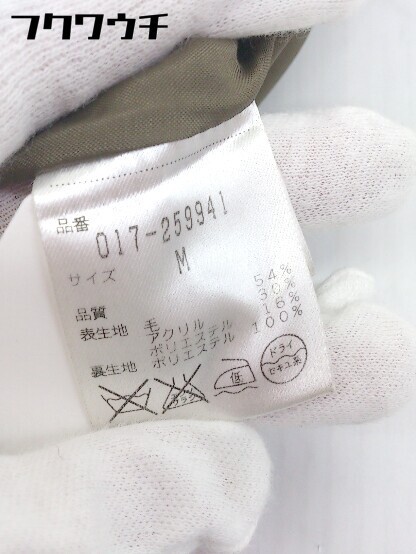 フクワウチ
品番
017-259941
サイズ M
品質
表生地 毛 54%
アクリル 30%
ポリエステル 16%
裏生地 ポリエステル 100%
低
ドライ
セキユ系